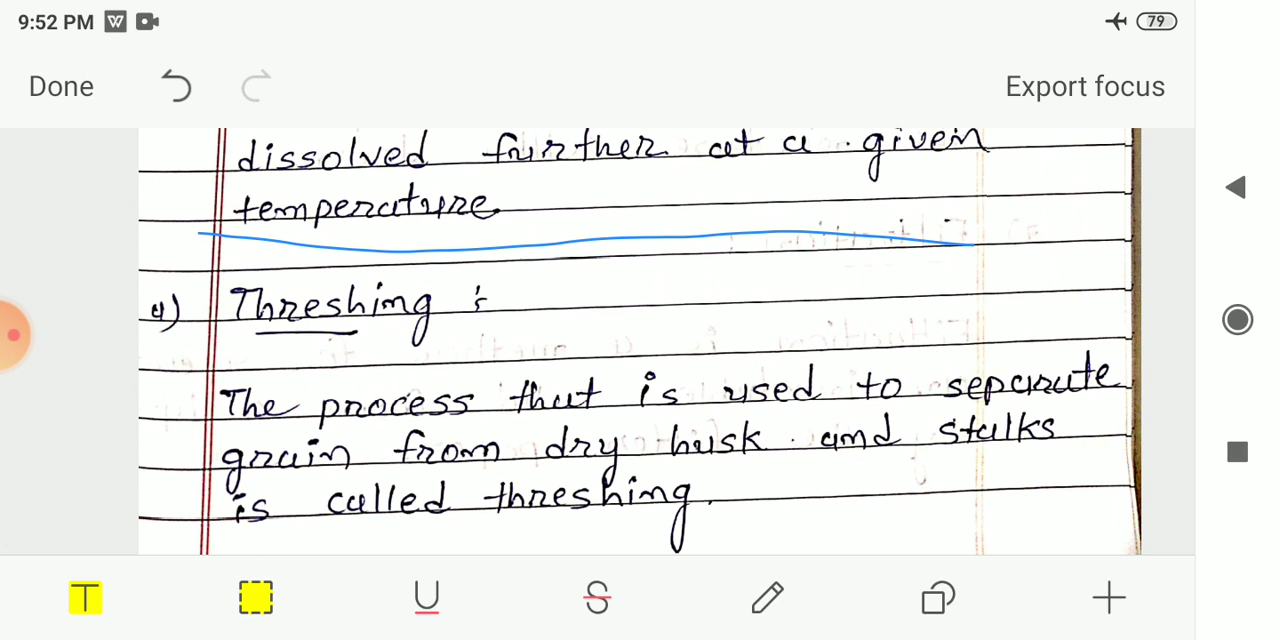 9:52 PM W 79
Done Export focus
dissolved further at a given
temperature
4) Threshing :
The process that is used to separate
grain from dry husk and stalks
is called threshing.
T U S